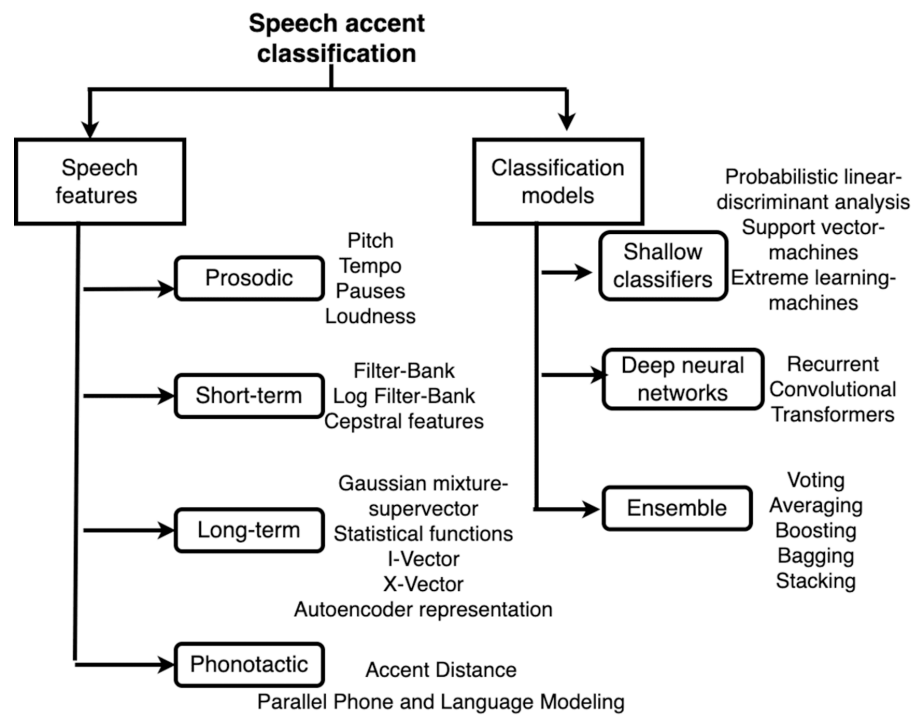 Speech accent
classification
Speech
features
Prosodic
Pitch
Tempo
Pauses
Loudness
Short-term
Filter-Bank
Log Filter-Bank
Cepstral features
Long-term
Gaussian mixture-
supervector
Statistical functions
I-Vector
X-Vector
Autoencoder representation
Phonotactic
Accent Distance
Parallel Phone and Language Modeling
Classification
models
Shallow
classifiers
Probabilistic linear-
discriminant analysis
Support vector-
machines
Extreme learning-
machines
Deep neural
networks
Recurrent
Convolutional
Transformers
Ensemble
Voting
Averaging
Boosting
Bagging
Stacking